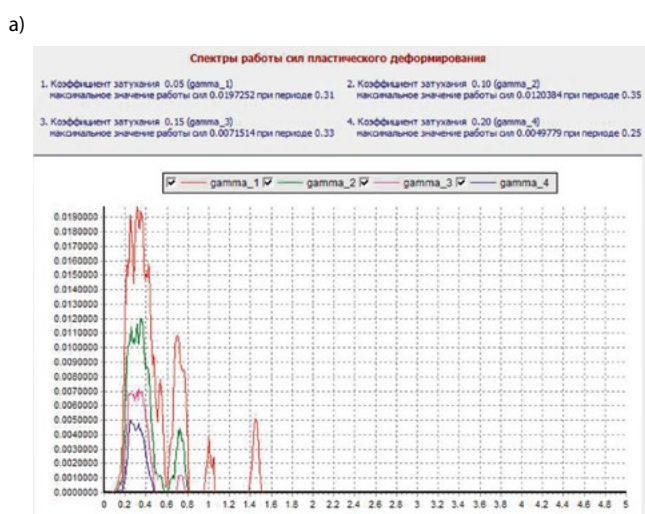 а)
Спектры работы сил пластического деформирования
1. Коэффициент затухания 0.05 (gamma_1)
максимальное значение работы сил 0.0197252 при периоде 0.31
2. Коэффициент затухания 0.10 (gamma_2)
максимальное значение работы сил 0.0120384 при периоде 0.35
3. Коэффициент затухания 0.15 (gamma_3)
максимальное значение работы сил 0.0071514 при периоде 0.33
4. Коэффициент затухания 0.20 (gamma_4)
максимальное значение работы сил 0.0049779 при периоде 0.25
gamma_1 gamma_2 gamma_3 gamma_4
0.0190000
0.0180000
0.0170000
0.0160000
0.0150000
0.0140000
0.0130000
0.0120000
0.0110000
0.0100000
0.0090000
0.0080000
0.0070000
0.0060000
0.0050000
0.0040000
0.0030000
0.0020000
0.0010000
0.0000000
0 0.2 0.4 0.6 0.8 1 1.2 1.4 1.6 1.8 2 2.2 2.4 2.6 2.8 3 3.2 3.4 3.6 3.8 4 4.2 4.4 4.6 4.8 5